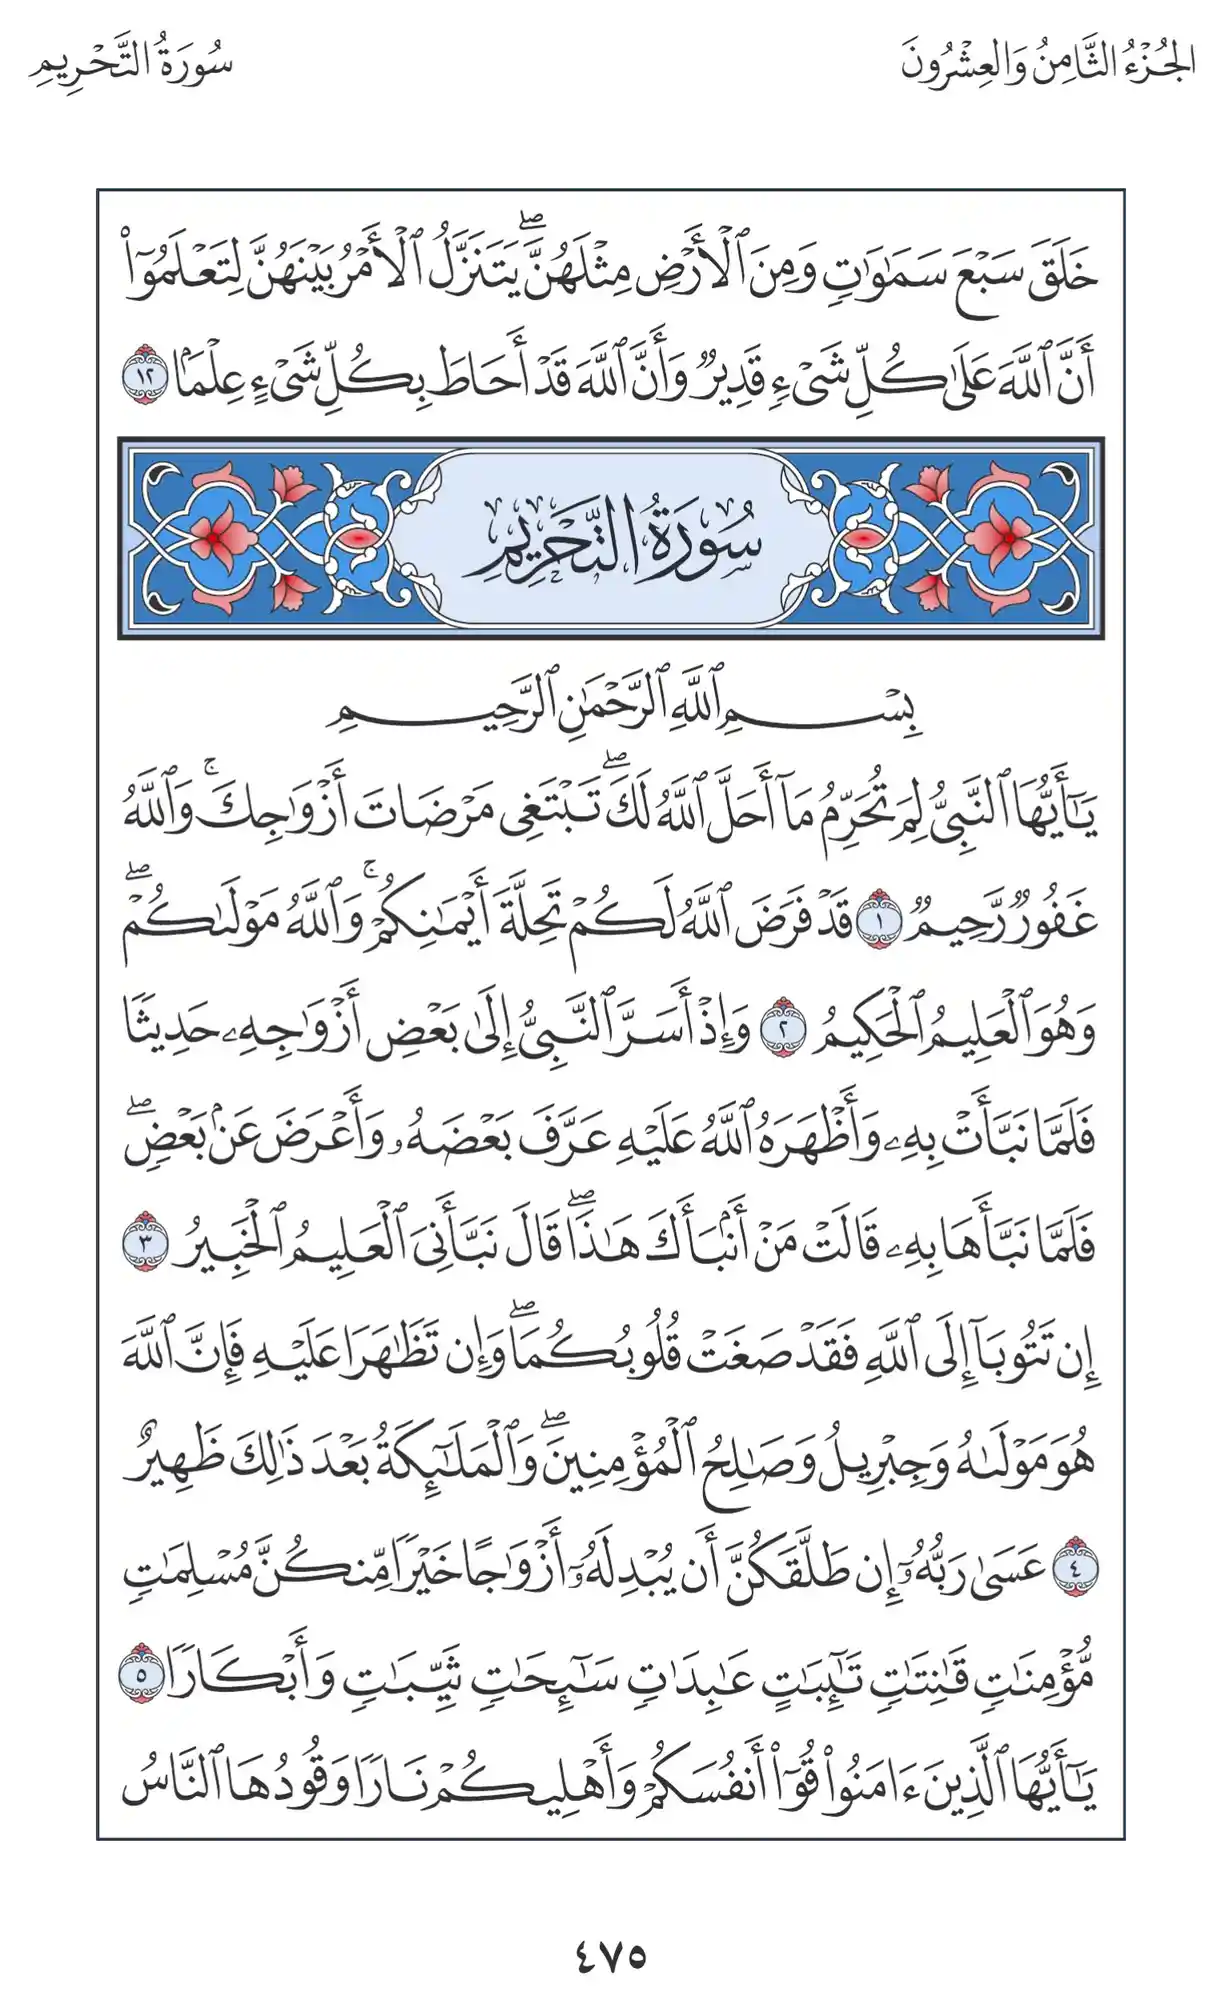 الجُزْءُ الثَّامِنُ وَالعِشْرُونَ
سُورَةُ التَّحْرِيمِ
خَلَقَ سَبْعَ سَمَٰوَٰتٖ وَمِنَ ٱلۡأَرۡضِ مِثۡلَهُنَّۖ يَتَنَزَّلُ ٱلۡأَمۡرُ بَيۡنَهُنَّ لِتَعۡلَمُوٓاْ
أَنَّ ٱللَّهَ عَلَىٰ كُلِّ شَيۡءٖ قَدِيرٞ وَأَنَّ ٱللَّهَ قَدۡ أَحَاطَ بِكُلِّ شَيۡءٍ عِلۡمَۢا ١٢
سُورَةُ التَّحْرِيمِ
بِسۡمِ ٱللَّهِ ٱلرَّحۡمَٰنِ ٱلرَّحِيمِ
يَٰٓأَيُّهَا ٱلنَّبِيُّ لِمَ تُحَرِّمُ مَآ أَحَلَّ ٱللَّهُ لَكَۖ تَبۡتَغِي مَرۡضَاتَ أَزۡوَٰجِكَۚ وَٱللَّهُ
غَفُورٞ رَّحِيمٞ ١ قَدۡ فَرَضَ ٱللَّهُ لَكُمۡ تَحِلَّةَ أَيۡمَٰنِكُمۡۚ وَٱللَّهُ مَوۡلَىٰكُمۡۖ
وَهُوَ ٱلۡعَلِيمُ ٱلۡحَكِيمُ ٢ وَإِذۡ أَسَرَّ ٱلنَّبِيُّ إِلَىٰ بَعۡضِ أَزۡوَٰجِهِۦ حَدِيثٗا
فَلَمَّا نَبَّأَتۡ بِهِۦ وَأَظۡهَرَهُ ٱللَّهُ عَلَيۡهِ عَرَّفَ بَعۡضَهُۥ وَأَعۡرَضَ عَنۢ بَعۡضٖۖ
فَلَمَّا نَبَّأَهَا بِهِۦ قَالَتۡ مَنۡ أَنۢبَأَكَ هَٰذَاۖ قَالَ نَبَّأَنِيَ ٱلۡعَلِيمُ ٱلۡخَبِيرُ ٣
إِن تَتُوبَآ إِلَى ٱللَّهِ فَقَدۡ صَغَتۡ قُلُوبُكُمَاۖ وَإِن تَظَٰهَرَا عَلَيۡهِ فَإِنَّ ٱللَّهَ
هُوَ مَوۡلَىٰهُ وَجِبۡرِيلُ وَصَٰلِحُ ٱلۡمُؤۡمِنِينَۖ وَٱلۡمَلَٰٓئِكَةُ بَعۡدَ ذَٰلِكَ ظَهِيرٌ
٤ عَسَىٰ رَبُّهُۥٓ إِن طَلَّقَكُنَّ أَن يُبۡدِلَهُۥٓ أَزۡوَٰجًا خَيۡرٗا مِّنكُنَّ مُسۡلِمَٰتٖ
مُّؤۡمِنَٰتٖ قَٰنِتَٰتٖ تَٰٓئِبَٰتٍ عَٰبِدَٰتٖ سَٰٓئِحَٰتٖ ثَيِّبَٰتٖ وَأَبۡكَارٗا ٥
يَٰٓأَيُّهَا ٱلَّذِينَ ءَامَنُواْ قُوٓاْ أَنفُسَكُمۡ وَأَهۡلِيكُمۡ نَارٗا وَقُودُهَا ٱلنَّاسُ
٤٧٥